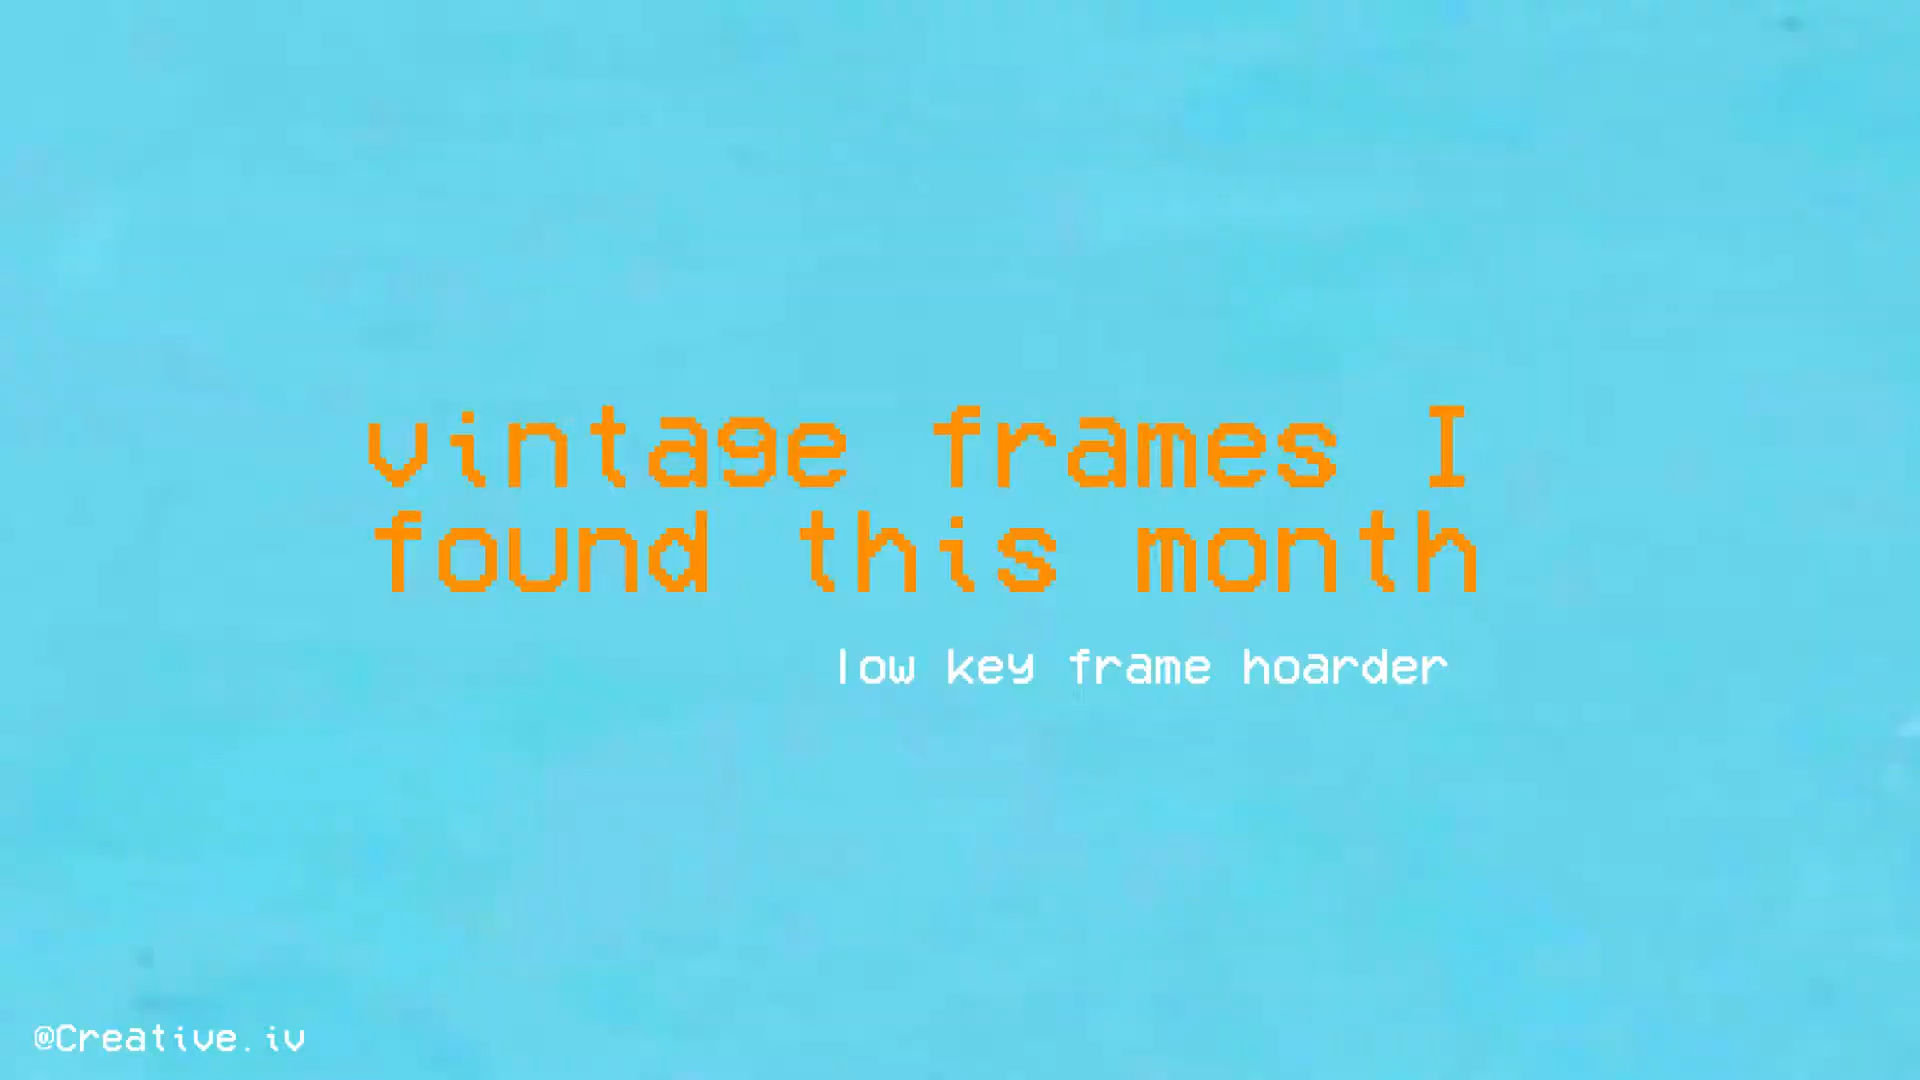 vintage frames I
found this month
low key frame hoarder
@Creative.iv